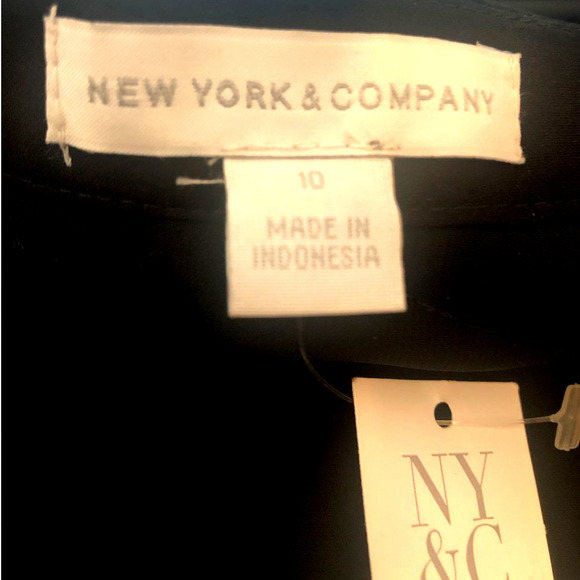 NEW YORK & COMPANY
10
MADE IN
INDONESIA
NY
&C